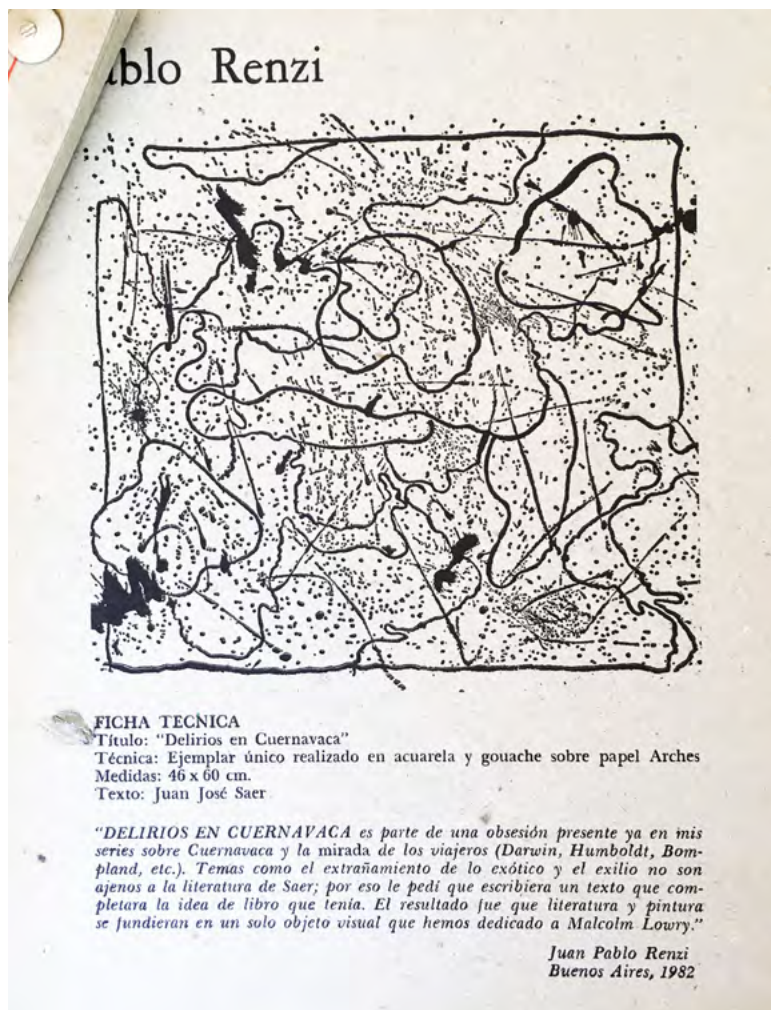 ablo Renzi
FICHA TECNICA
Título: "Delirios en Cuernavaca"
Técnica: Ejemplar único realizado en acuarela y gouache sobre papel Arches
Medidas: 46 x 60 cm.
Texto: Juan José Saer
"DELIRIOS EN CUERNAVACA es parte de una obsesión presente ya en mis
series sobre Cuernavaca y la mirada de los viajeros (Darwin, Humboldt, Bom-
pland, etc.). Temas como el extrañamiento de lo exótico y el exilio no son
ajenos a la literatura de Saer; por eso le pedí que escribiera un texto que com-
pletara la idea de libro que tenía. El resultado fue que literatura y pintura
se fundieran en un solo objeto visual que hemos dedicado a Malcolm Lowry."
Juan Pablo Renzi
Buenos Aires, 1982